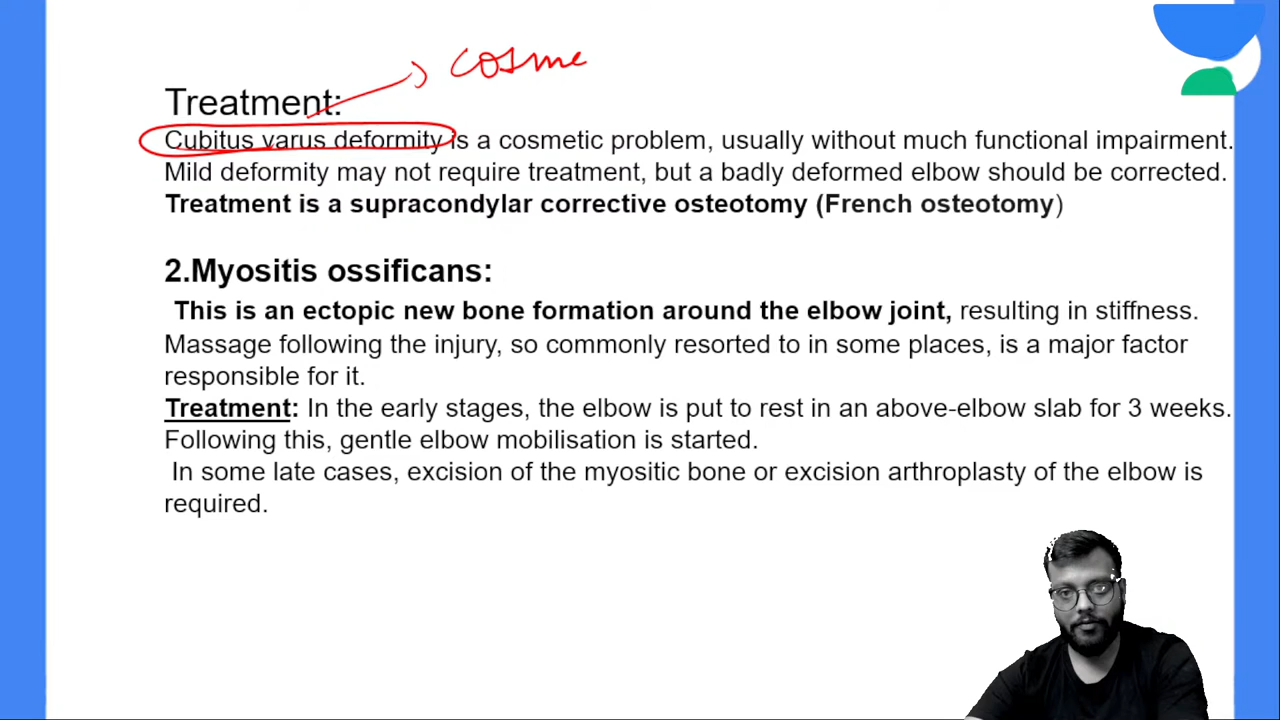 cosme
Treatment:
Cubitus varus deformity is a cosmetic problem, usually without much functional impairment.
Mild deformity may not require treatment, but a badly deformed elbow should be corrected.
Treatment is a supracondylar corrective osteotomy (French osteotomy)
2.Myositis ossificans:
This is an ectopic new bone formation around the elbow joint, resulting in stiffness.
Massage following the injury, so commonly resorted to in some places, is a major factor
responsible for it.
Treatment: In the early stages, the elbow is put to rest in an above-elbow slab for 3 weeks.
Following this, gentle elbow mobilisation is started.
In some late cases, excision of the myositic bone or excision arthroplasty of the elbow is
required.